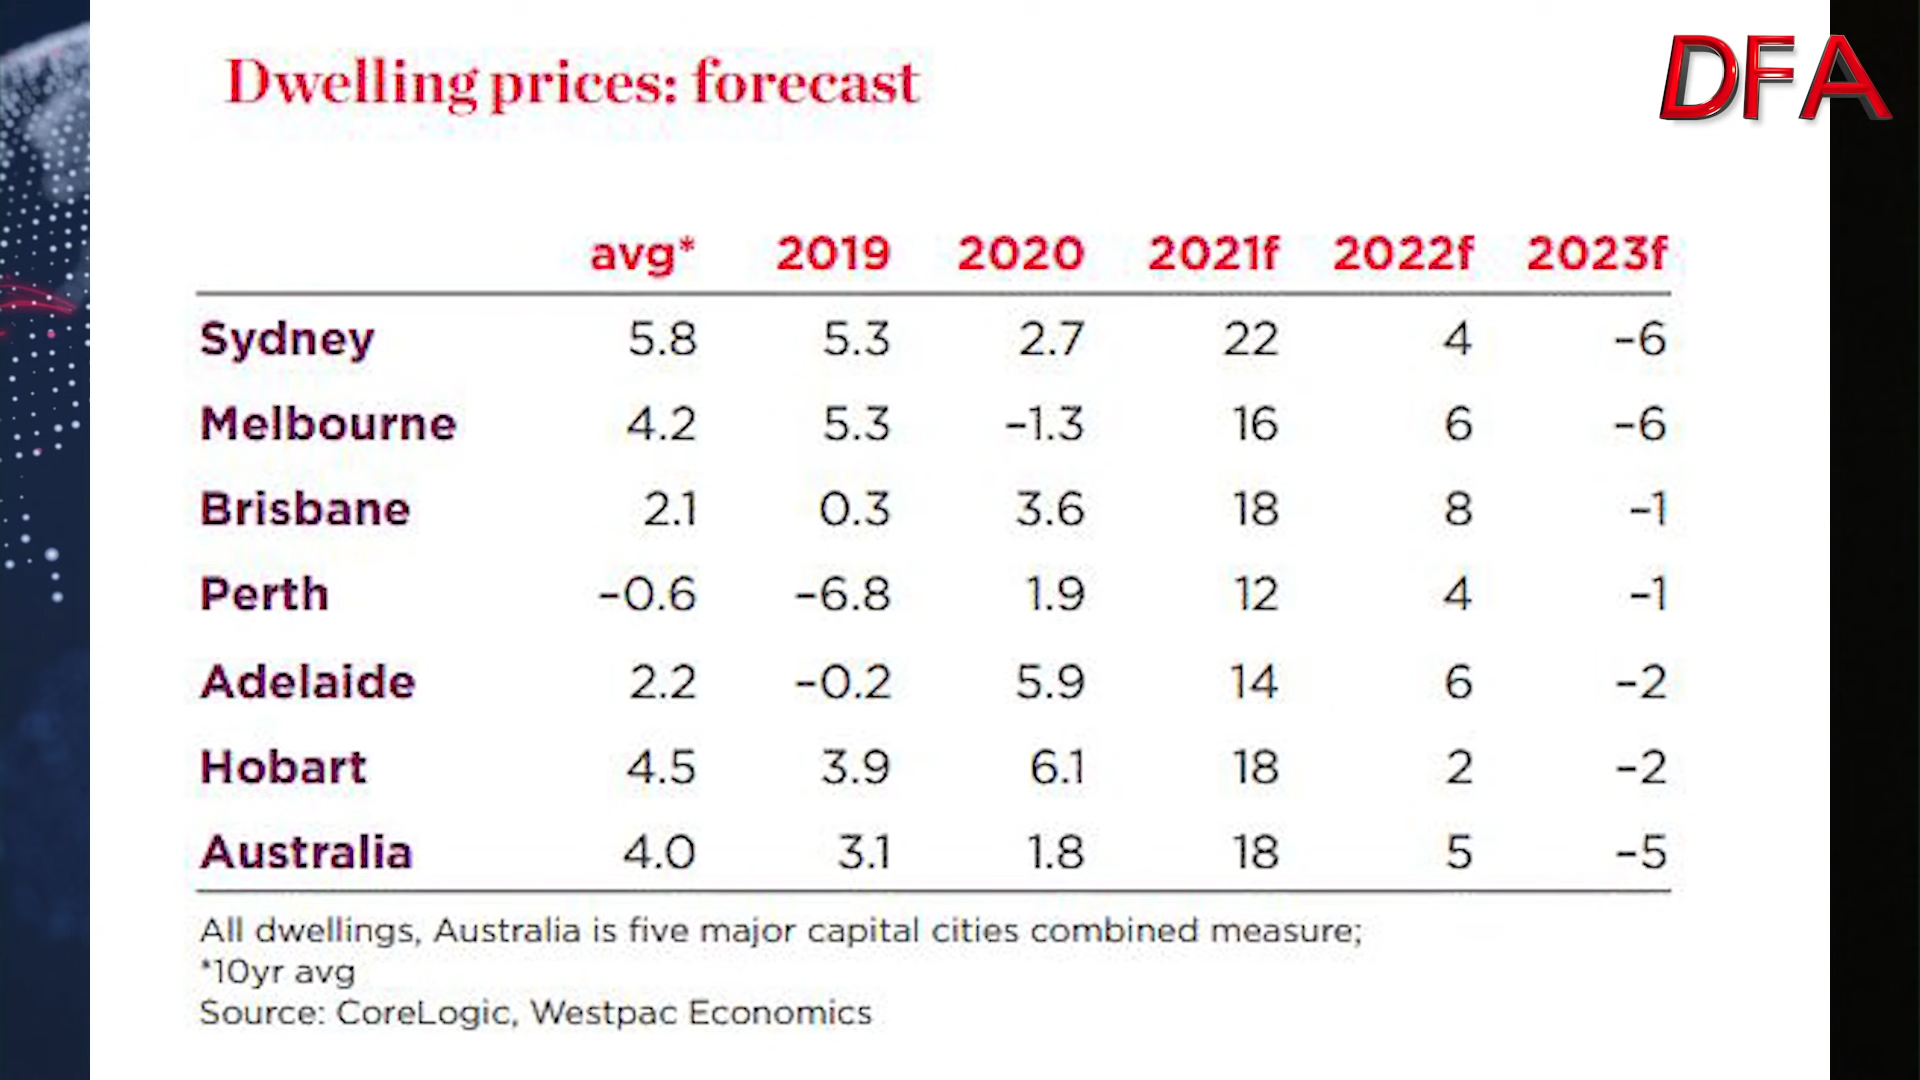 DFA
Dwelling prices: forecast
avg* 2019 2020 2021f 2022f 2023f
Sydney 5.8 5.3 2.7 22 4 –6
Melbourne 4.2 5.3 –1.3 16 6 –6
Brisbane 2.1 0.3 3.6 18 8 –1
Perth –0.6 –6.8 1.9 12 4 –1
Adelaide 2.2 –0.2 5.9 14 6 –2
Hobart 4.5 3.9 6.1 18 2 –2
Australia 4.0 3.1 1.8 18 5 –5
All dwellings, Australia is five major capital cities combined measure;
*10yr avg
Source: CoreLogic, Westpac Economics